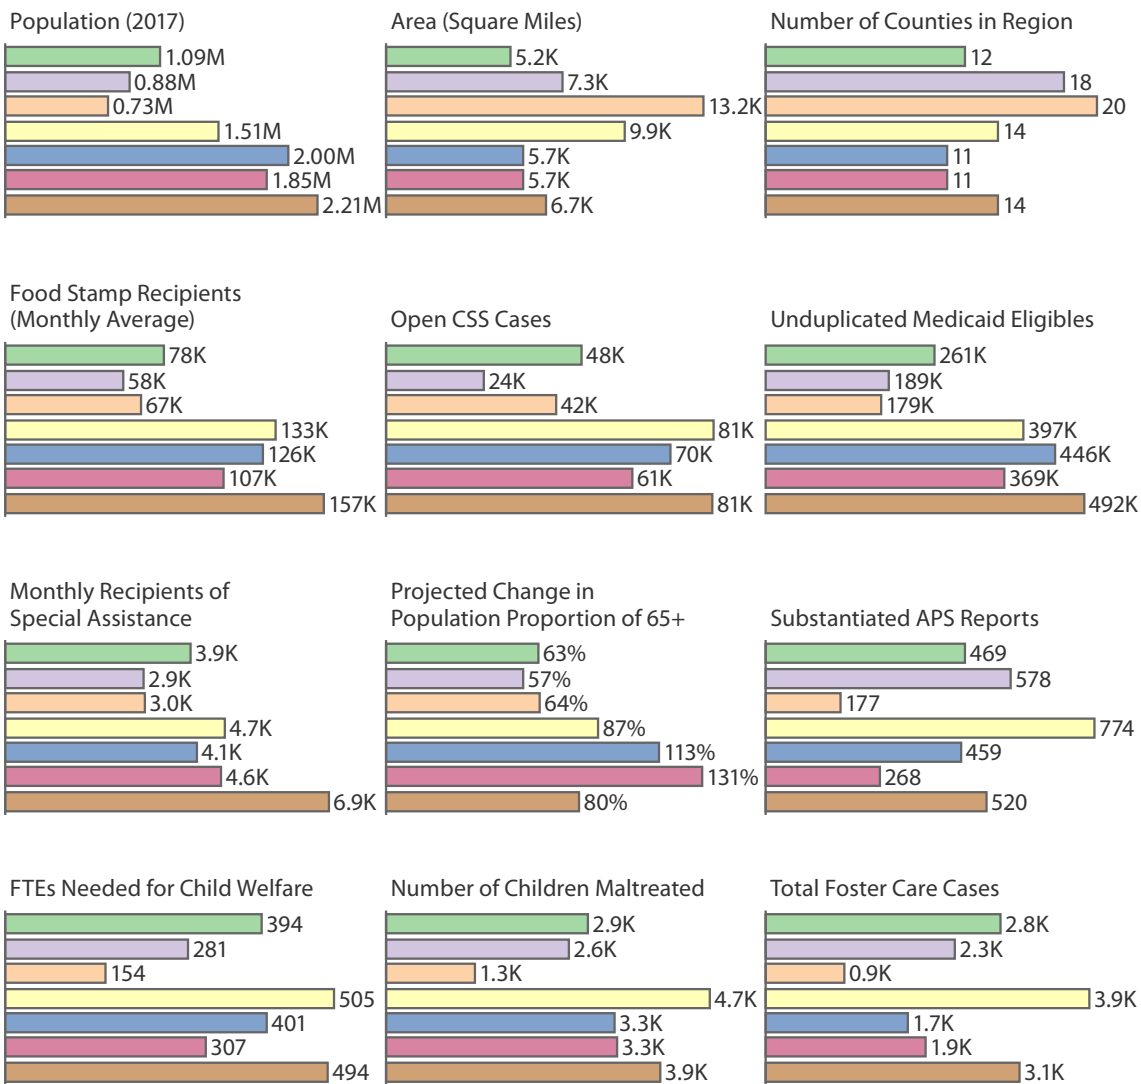 Population (2017)
1.09M
0.88M
0.73M
1.51M
2.00M
1.85M
2.21M
Area (Square Miles)
5.2K
7.3K
13.2K
9.9K
5.7K
5.7K
6.7K
Number of Counties in Region
12
18
20
14
11
11
14
Food Stamp Recipients
(Monthly Average)
78K
58K
67K
133K
126K
107K
157K
Open CSS Cases
48K
24K
42K
81K
70K
61K
81K
Unduplicated Medicaid Eligibles
261K
189K
179K
397K
446K
369K
492K
Monthly Recipients of
Special Assistance
3.9K
2.9K
3.0K
4.7K
4.1K
4.6K
6.9K
Projected Change in
Population Proportion of 65+
63%
57%
64%
87%
113%
131%
80%
Substantiated APS Reports
469
578
177
774
459
268
520
FTEs Needed for Child Welfare
394
281
154
505
401
307
494
Number of Children Maltreated
2.9K
2.6K
1.3K
4.7K
3.3K
3.3K
3.9K
Total Foster Care Cases
2.8K
2.3K
0.9K
3.9K
1.7K
1.9K
3.1K